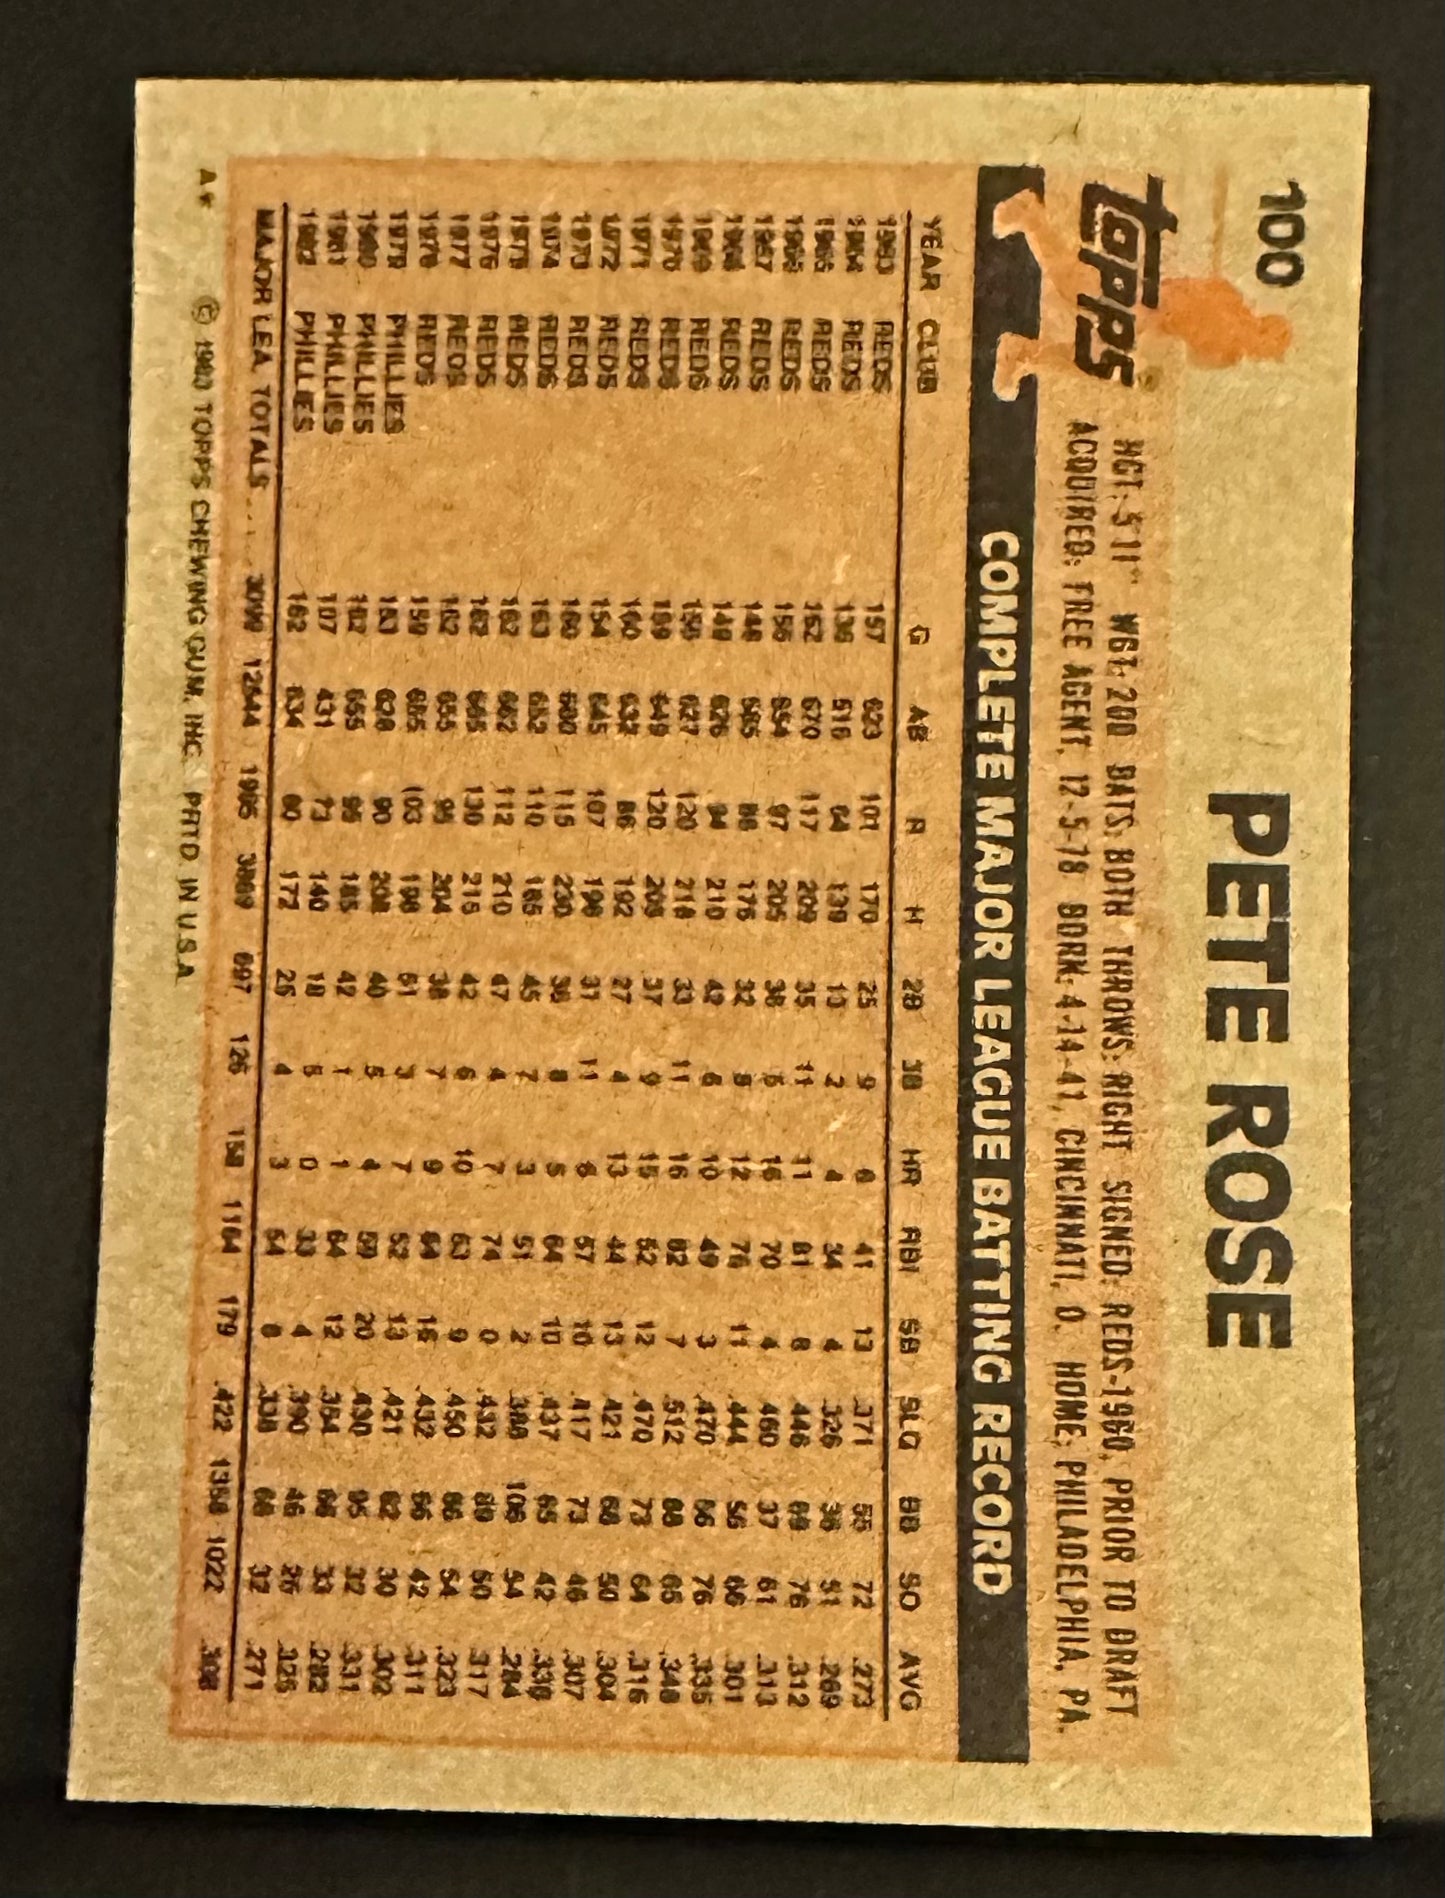 100
PETE ROSE
TOPPS
HGT: 5'11" WGT: 200 BATS: BOTH THROWS: RIGHT SIGNED: REDS-1960, PRIOR TO DRAFT
ACQUIRED: FREE AGENT, 12-5-78 BORN: 4-14-41, CINCINNATI, O. HOME: PHILADELPHIA, PA.
COMPLETE MAJOR LEAGUE BATTING RECORD
YEAR CLUB G AB R H 2B 3B HR RBI SB SLG BB SO AVG
1963 REDS 157 623 101 170 25 9 6 41 13 .371 55 72 .273
1964 REDS 136 516 64 139 13 2 4 34 4 .326 36 51 .269
1965 REDS 162 670 117 209 35 11 11 81 8 .446 69 76 .312
1966 REDS 156 654 97 205 38 5 16 70 4 .460 37 61 .313
1967 REDS 148 585 86 176 32 8 12 76 11 .444 56 66 .301
1968 REDS 149 626 94 210 42 6 10 49 3 .470 56 76 .335
1969 REDS 156 627 120 218 33 11 16 82 7 .512 88 65 .348
1970 REDS 159 649 120 205 37 9 15 52 12 .470 73 64 .316
1971 REDS 160 632 86 192 27 4 13 44 13 .421 68 50 .304
1972 REDS 154 645 107 198 31 11 6 57 10 .417 73 46 .307
1973 REDS 160 680 115 230 36 8 5 64 10 .437 65 42 .338
1974 REDS 163 652 110 185 45 7 3 51 2 .388 106 54 .284
1975 REDS 162 662 112 210 47 4 7 74 0 .432 89 50 .317
1976 REDS 162 665 130 215 42 6 10 63 9 .450 86 54 .323
1977 REDS 162 655 95 204 38 7 9 64 16 .432 66 42 .311
1978 REDS 159 655 103 198 51 3 7 52 13 .421 62 30 .302
1979 PHILLIES 163 628 90 208 40 5 4 59 20 .430 95 32 .331
1980 PHILLIES 162 655 95 185 42 1 1 64 12 .354 66 33 .282
1981 PHILLIES 107 431 73 140 18 5 0 33 4 .390 46 26 .325
1982 PHILLIES 162 634 80 172 25 4 3 54 8 .338 66 32 .271
MAJOR LEA. TOTALS .... 3099 12544 1995 3869 697 126 158 1164 179 .422 1358 1022 .308
A* © 1983 TOPPS CHEWING GUM, INC. PRTD. IN U.S.A.